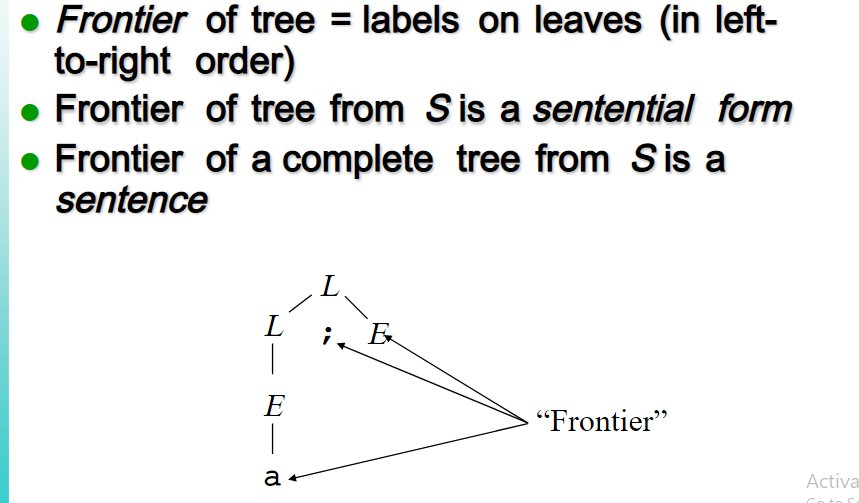 Frontier of tree = labels on leaves (in left-
to-right order)
Frontier of tree from S is a sentential form
Frontier of a complete tree from S is a
sentence
L
L ; E
E
“Frontier”
a
Activa